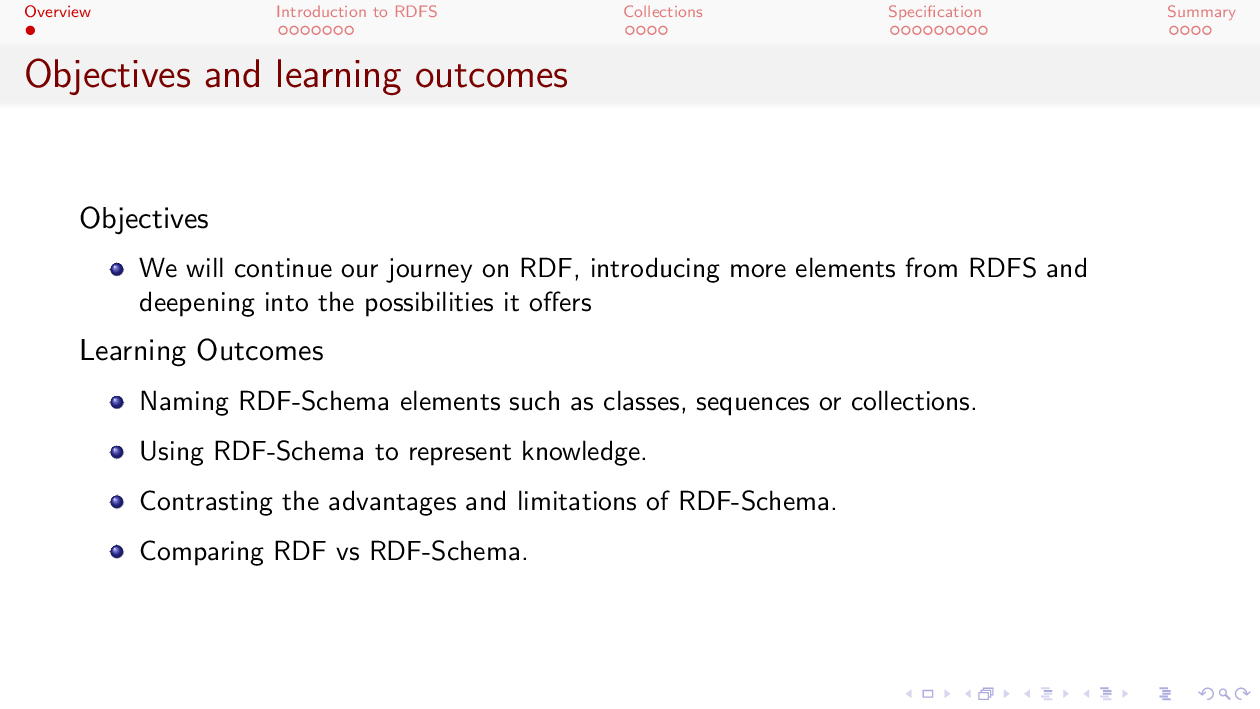 Overview Introduction to RDFS Collections Specification Summary
Objectives and learning outcomes
Objectives
We will continue our journey on RDF, introducing more elements from RDFS and
deepening into the possibilities it offers
Learning Outcomes
Naming RDF-Schema elements such as classes, sequences or collections.
Using RDF-Schema to represent knowledge.
Contrasting the advantages and limitations of RDF-Schema.
Comparing RDF vs RDF-Schema.